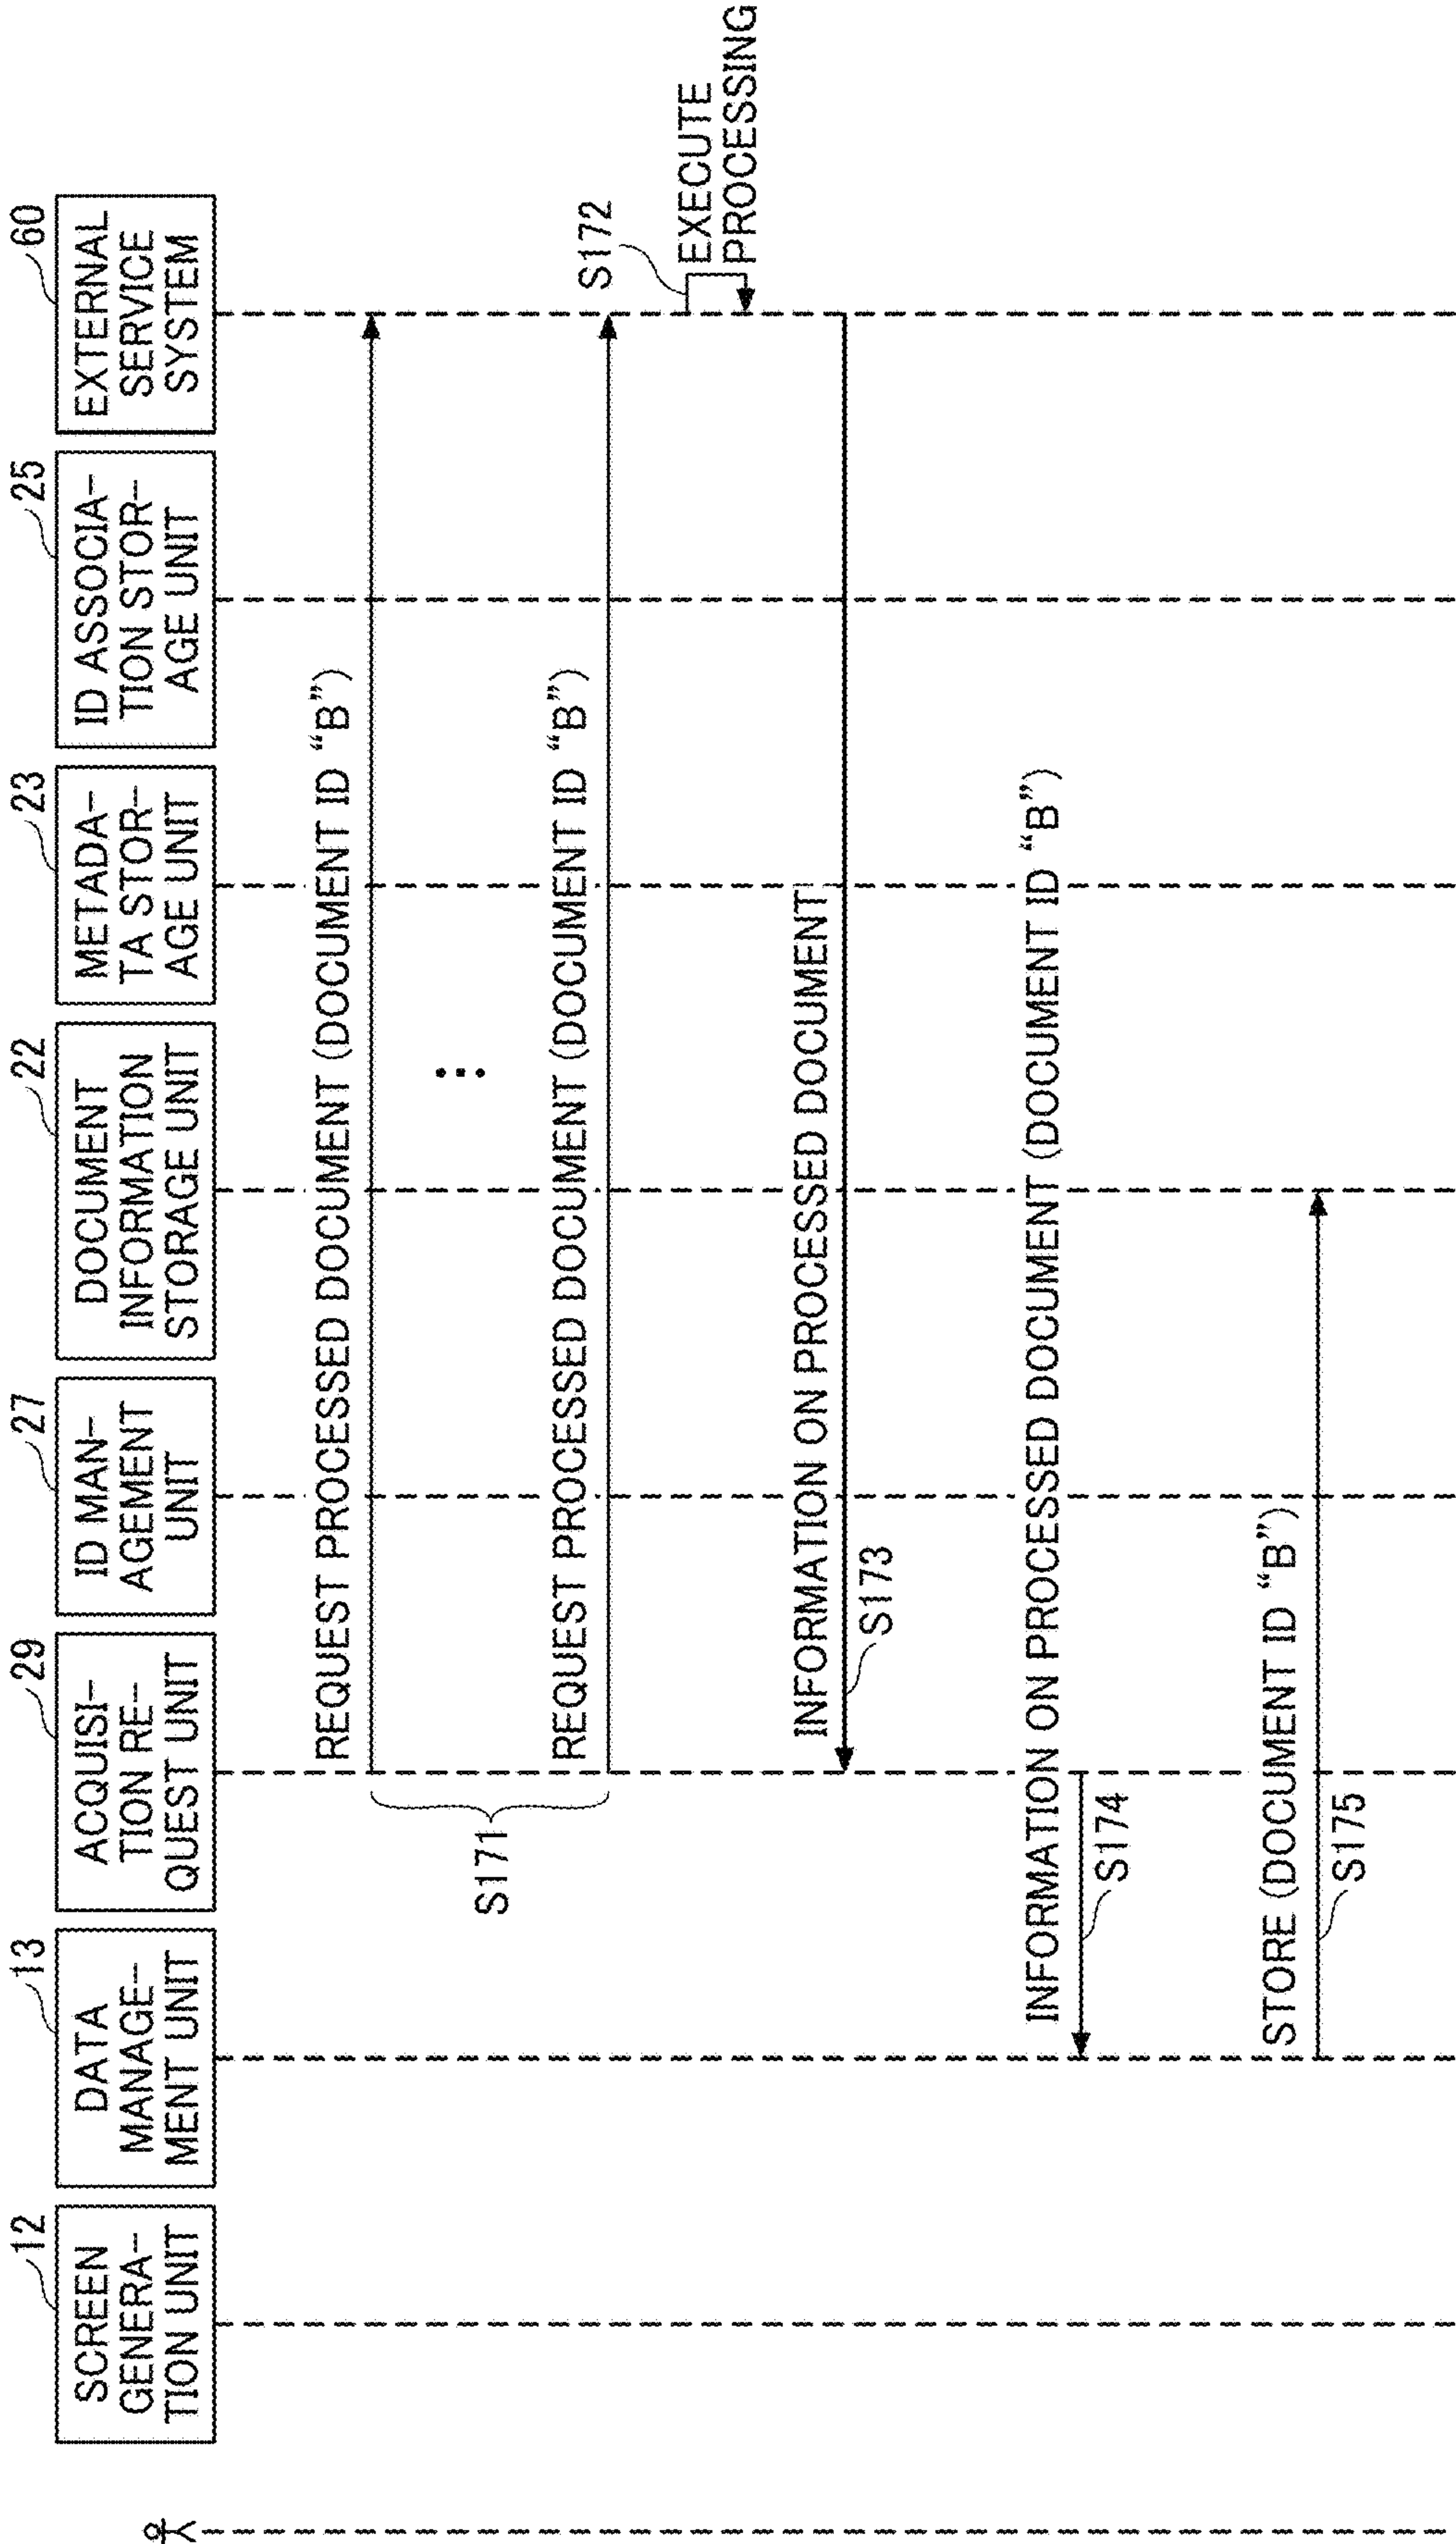 12
SCREEN
GENERA-
TION UNIT
13
DATA
MANAGE-
MENT UNIT
29
ACQUISI-
TION RE-
QUEST UNIT
27
ID MAN-
AGEMENT
UNIT
22
DOCUMENT
INFORMATION
STORAGE UNIT
23
METADA-
TA STOR-
AGE UNIT
25
ID ASSOCIA-
TION STOR-
AGE UNIT
60
EXTERNAL
SERVICE
SYSTEM
REQUEST PROCESSED DOCUMENT (DOCUMENT ID “B”)
S171
REQUEST PROCESSED DOCUMENT (DOCUMENT ID “B”)
S172
EXECUTE
PROCESSING
INFORMATION ON PROCESSED DOCUMENT
S173
INFORMATION ON PROCESSED DOCUMENT (DOCUMENT ID “B”)
S174
STORE (DOCUMENT ID “B”)
S175